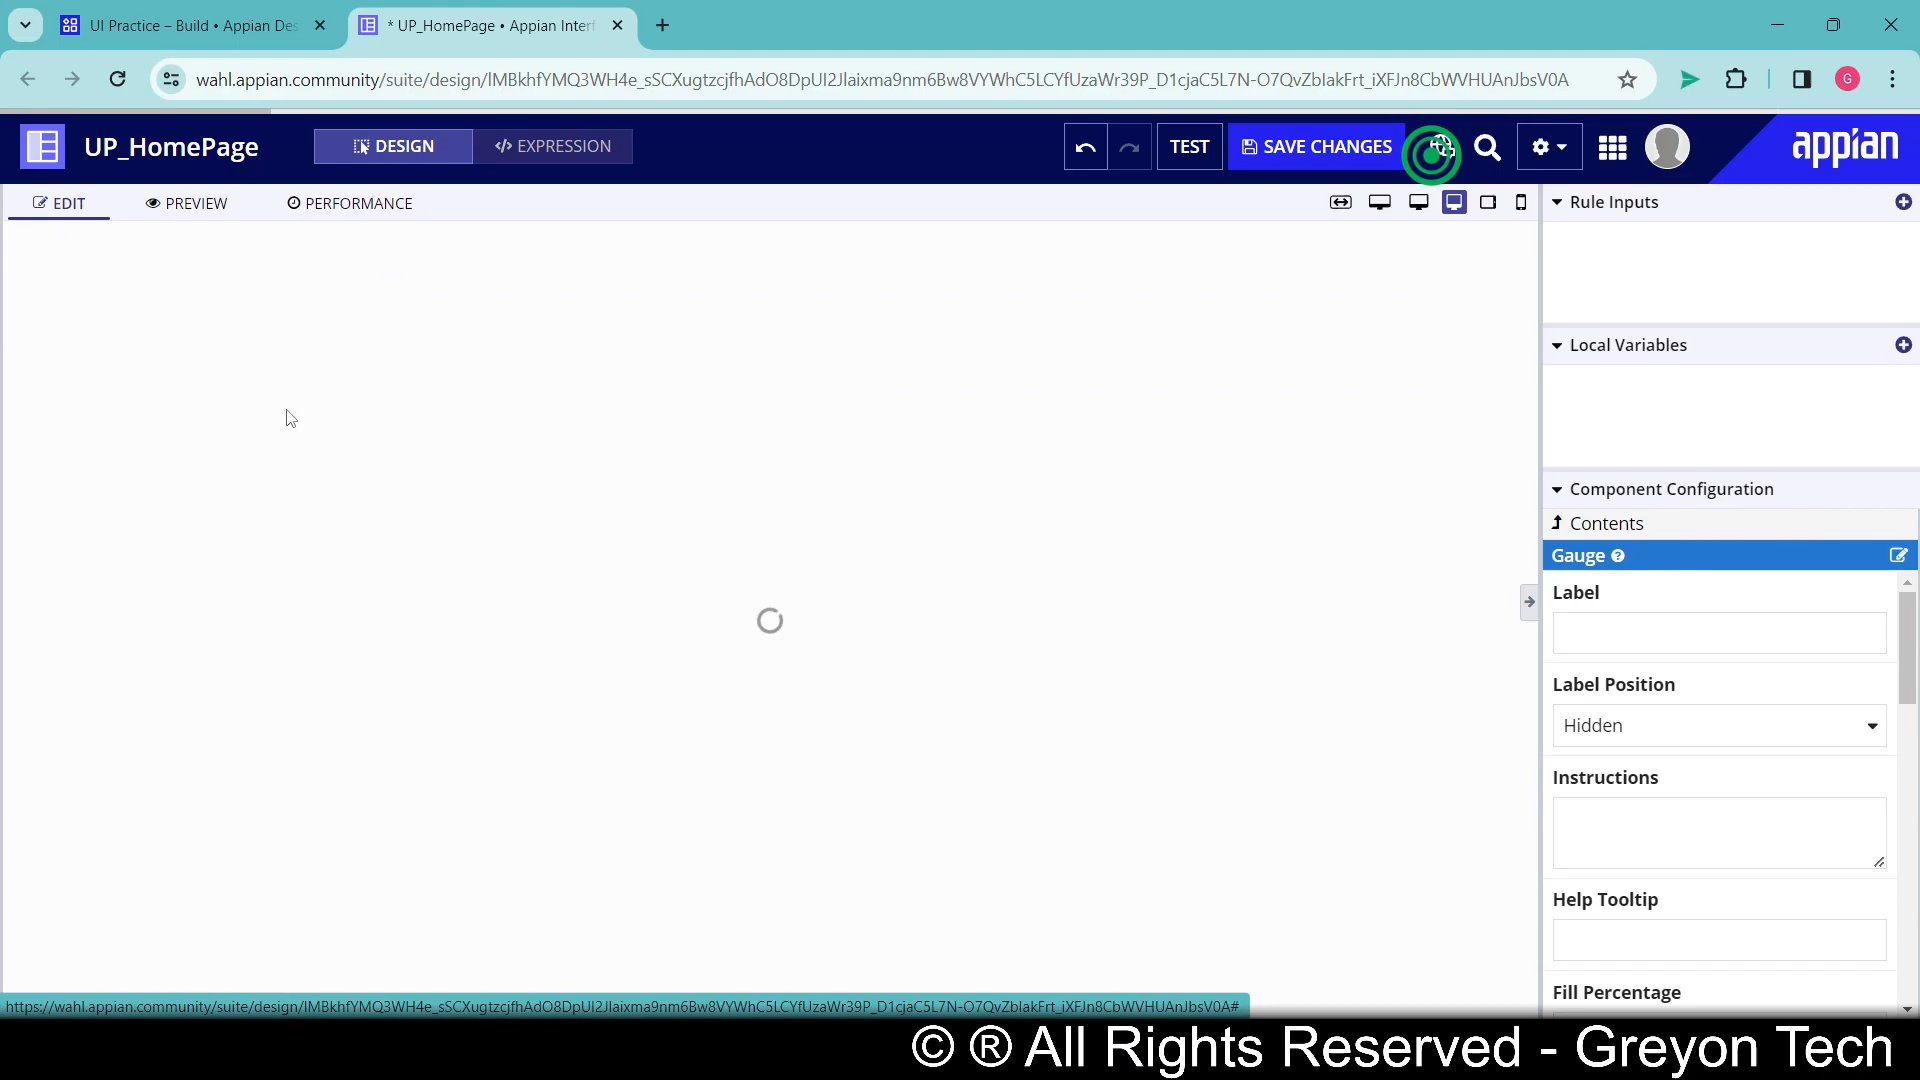 UI Practice – Build • Appian Des
* UP_HomePage • Appian Interf
wahl.appian.community/suite/design/lMBkhfYMQ3WH4e_sSCXugtzcjfhAdO8DpUI2Jlaixma9nm6Bw8VYWhC5LCYfUzaWr39P_D1cjaC5L7N-O7QvZblakFrt_iXFJn8CbWVHUAnJbsV0A
G
UP_HomePage
DESIGN
</> EXPRESSION
TEST
SAVE CHANGES
appian
EDIT
PREVIEW
PERFORMANCE
Rule Inputs
Local Variables
Component Configuration
Contents
Gauge
Label
Label Position
Hidden
Instructions
Help Tooltip
Fill Percentage
https://wahl.appian.community/suite/design/lMBkhfYMQ3WH4e_sSCXugtzcjfhAdO8DpUI2Jlaixma9nm6Bw8VYWhC5LCYfUzaWr39P_D1cjaC5L7N-O7QvZblakFrt_iXFJn8CbWVHUAnJbsV0A#
© ® All Rights Reserved - Greyon Tech